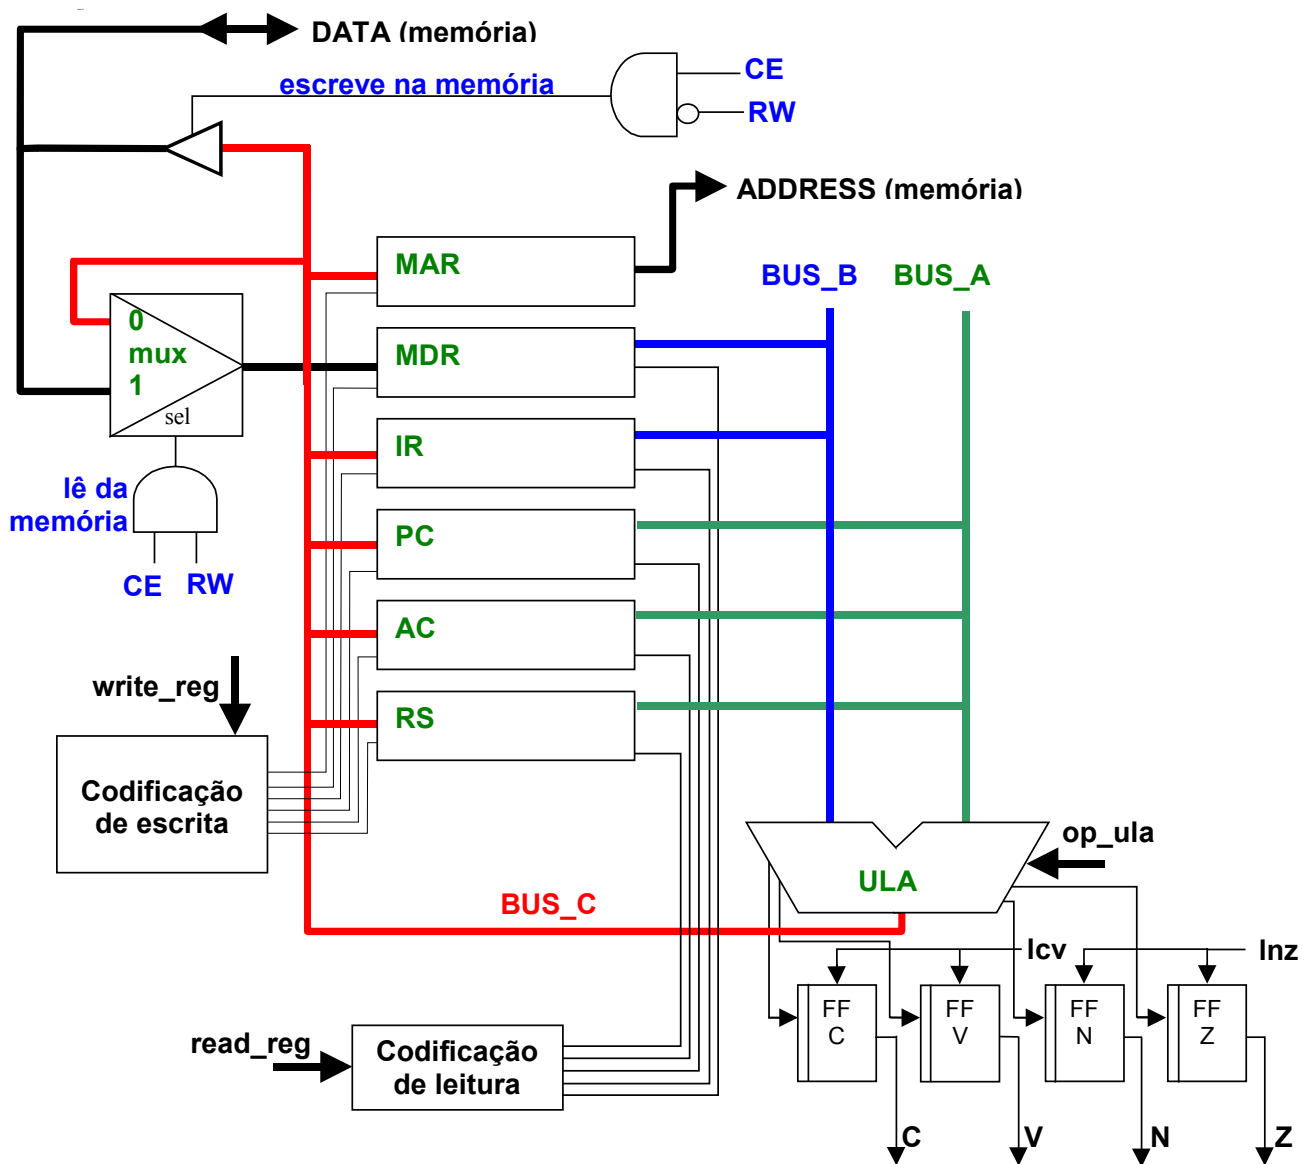 DATA (memória)
escreve na memória
CE
RW
ADDRESS (memória)
MAR
BUS_B
BUS_A
0
mux
1
sel
MDR
IR
lê da
memória
CE
RW
PC
AC
write_reg
RS
Codificação
de escrita
op_ula
ULA
BUS_C
lcv
lnz
FF
C
FF
V
FF
N
FF
Z
read_reg
Codificação
de leitura
C
V
N
Z